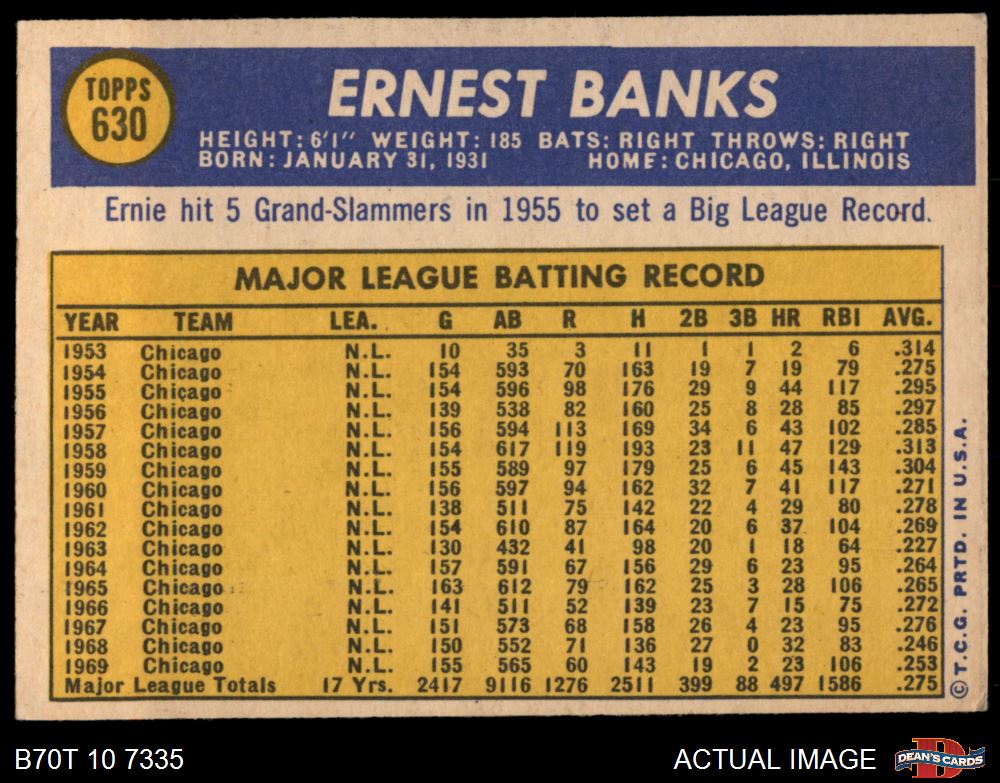 TOPPS
630
ERNEST BANKS
HEIGHT: 6'1" WEIGHT: 185 BATS: RIGHT THROWS: RIGHT
BORN: JANUARY 31, 1931 HOME: CHICAGO, ILLINOIS
Ernie hit 5 Grand-Slammers in 1955 to set a Big League Record.
MAJOR LEAGUE BATTING RECORD
YEAR TEAM LEA. G AB R H 2B 3B HR RBI AVG.
1953 Chicago N.L. 10 35 3 11 1 1 2 6 .314
1954 Chicago N.L. 154 593 70 163 19 7 19 79 .275
1955 Chicago N.L. 154 596 98 176 29 9 44 117 .295
1956 Chicago N.L. 139 538 82 160 25 8 28 85 .297
1957 Chicago N.L. 156 594 113 169 34 6 43 102 .285
1958 Chicago N.L. 154 617 119 193 23 11 47 129 .313
1959 Chicago N.L. 155 589 97 179 25 6 45 143 .304
1960 Chicago N.L. 156 597 94 162 32 7 41 117 .271
1961 Chicago N.L. 138 511 75 142 22 4 29 80 .278
1962 Chicago N.L. 154 610 87 164 20 6 37 104 .269
1963 Chicago N.L. 130 432 41 98 20 1 18 64 .227
1964 Chicago N.L. 157 591 67 156 29 6 23 95 .264
1965 Chicago N.L. 163 612 79 162 25 3 28 106 .265
1966 Chicago N.L. 141 511 52 139 23 7 15 75 .272
1967 Chicago N.L. 151 573 68 158 26 4 23 95 .276
1968 Chicago N.L. 150 552 71 136 27 0 32 83 .246
1969 Chicago N.L. 155 565 60 143 19 2 23 106 .253
Major League Totals 17 Yrs. 2417 9116 1276 2511 399 88 497 1586 .275
© T.C.G. PRTD. IN U.S.A.
B70T 10 7335
ACTUAL IMAGE
D
DEAN'S CARDS